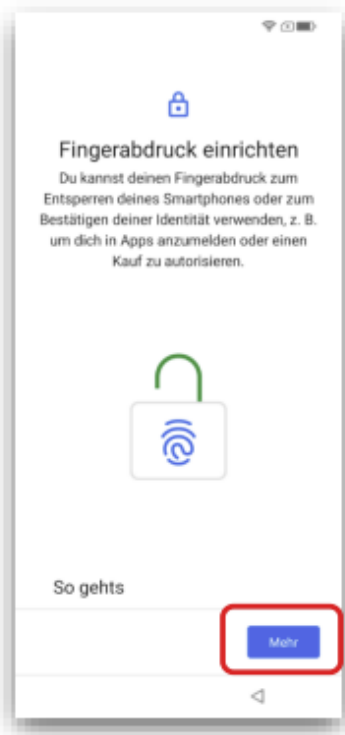 Fingerabdruck einrichten
Du kannst deinen Fingerabdruck zum
Entsperren deines Smartphones oder zum
Bestätigen deiner Identität verwenden, z. B.
um dich in Apps anzumelden oder einen
Kauf zu autorisieren.
So gehts
Mehr